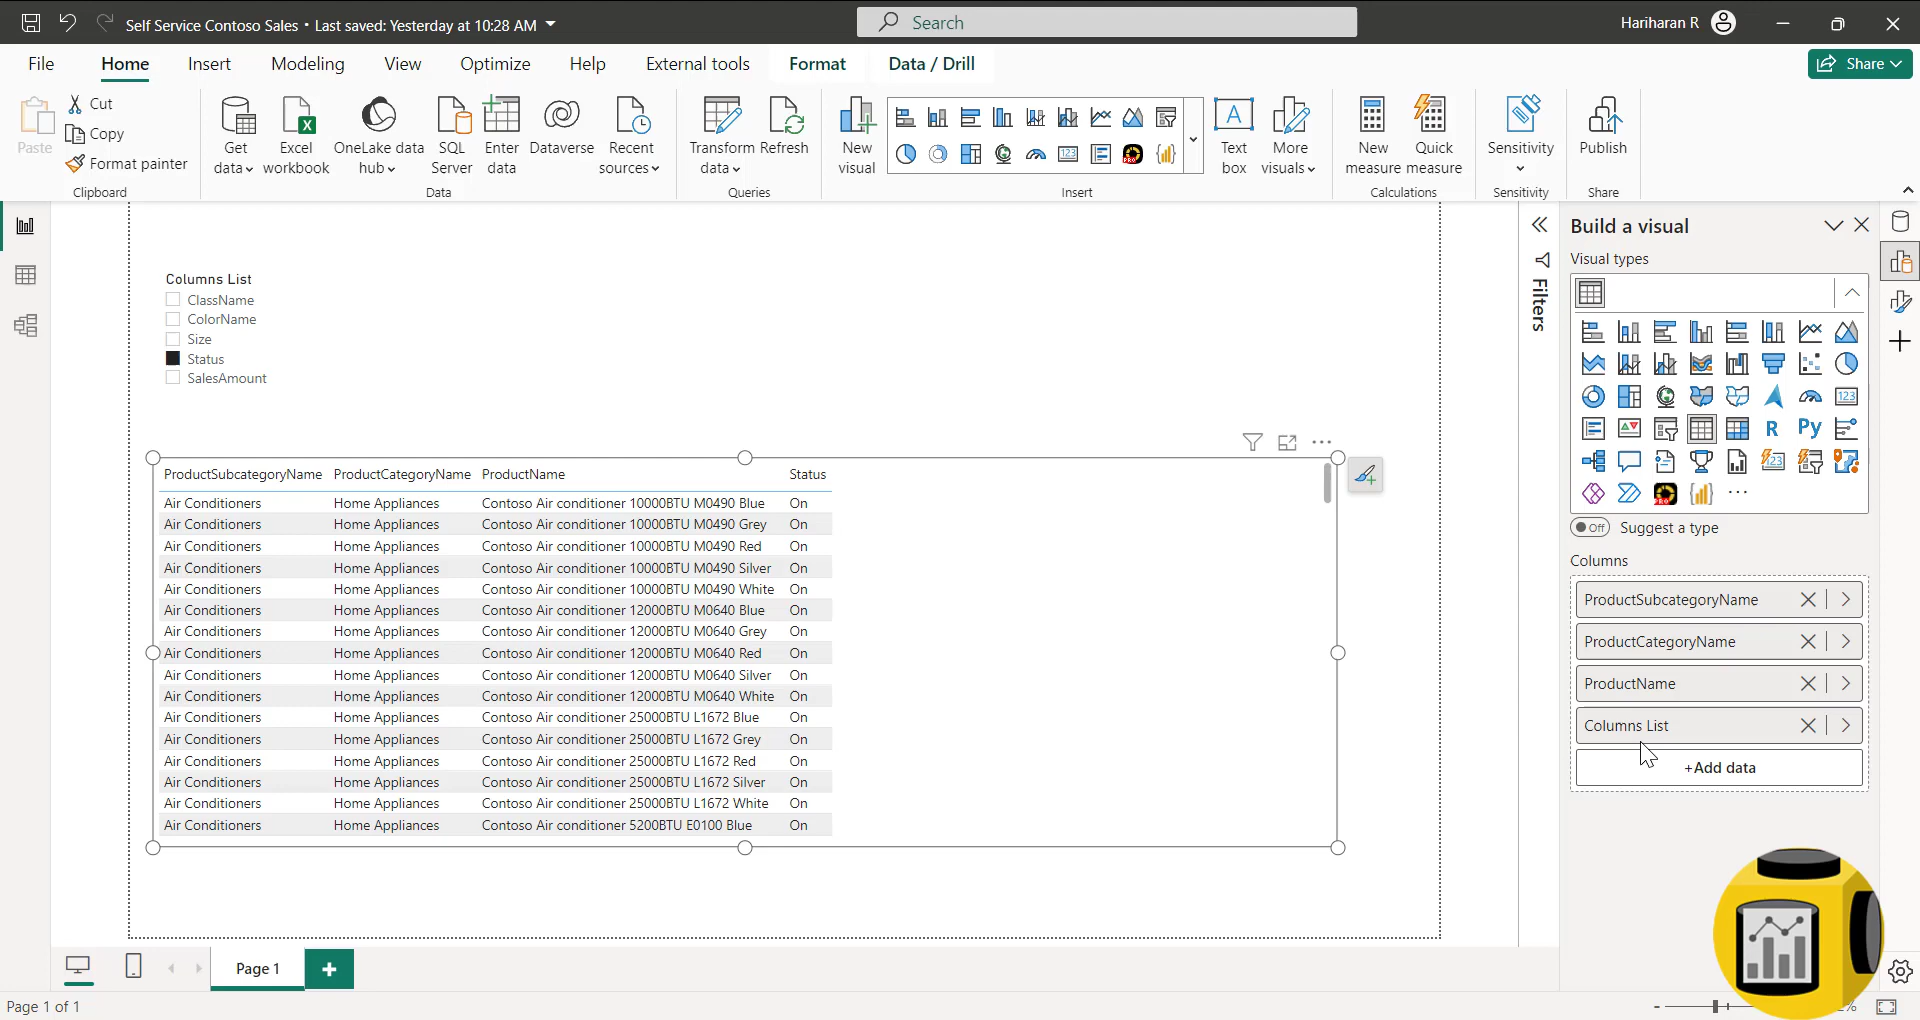 Self Service Contoso Sales • Last saved: Yesterday at 10:28 AM
Search
Hariharan R
File
Home
Insert
Modeling
View
Optimize
Help
External tools
Format
Data / Drill
Share
Paste
Cut
Copy
Format painter
Clipboard
Get data
Excel workbook
OneLake data hub
SQL Server
Enter data
Dataverse
Recent sources
Data
Transform data
Refresh
Queries
New visual
Text box
More visuals
Insert
New measure
Quick measure
Calculations
Sensitivity
Sensitivity
Publish
Share
Columns List
ClassName
ColorName
Size
Status
SalesAmount
ProductSubcategoryName ProductCategoryName ProductName Status
Air Conditioners Home Appliances Contoso Air conditioner 10000BTU M0490 Blue On
Air Conditioners Home Appliances Contoso Air conditioner 10000BTU M0490 Grey On
Air Conditioners Home Appliances Contoso Air conditioner 10000BTU M0490 Red On
Air Conditioners Home Appliances Contoso Air conditioner 10000BTU M0490 Silver On
Air Conditioners Home Appliances Contoso Air conditioner 10000BTU M0490 White On
Air Conditioners Home Appliances Contoso Air conditioner 12000BTU M0640 Blue On
Air Conditioners Home Appliances Contoso Air conditioner 12000BTU M0640 Grey On
Air Conditioners Home Appliances Contoso Air conditioner 12000BTU M0640 Red On
Air Conditioners Home Appliances Contoso Air conditioner 12000BTU M0640 Silver On
Air Conditioners Home Appliances Contoso Air conditioner 12000BTU M0640 White On
Air Conditioners Home Appliances Contoso Air conditioner 25000BTU L1672 Blue On
Air Conditioners Home Appliances Contoso Air conditioner 25000BTU L1672 Grey On
Air Conditioners Home Appliances Contoso Air conditioner 25000BTU L1672 Red On
Air Conditioners Home Appliances Contoso Air conditioner 25000BTU L1672 Silver On
Air Conditioners Home Appliances Contoso Air conditioner 25000BTU L1672 White On
Air Conditioners Home Appliances Contoso Air conditioner 5200BTU E0100 Blue On
Filters
Build a visual
Visual types
123
R
Py
Off Suggest a type
Columns
ProductSubcategoryName
ProductCategoryName
ProductName
Columns List
+Add data
Page 1
Page 1 of 1